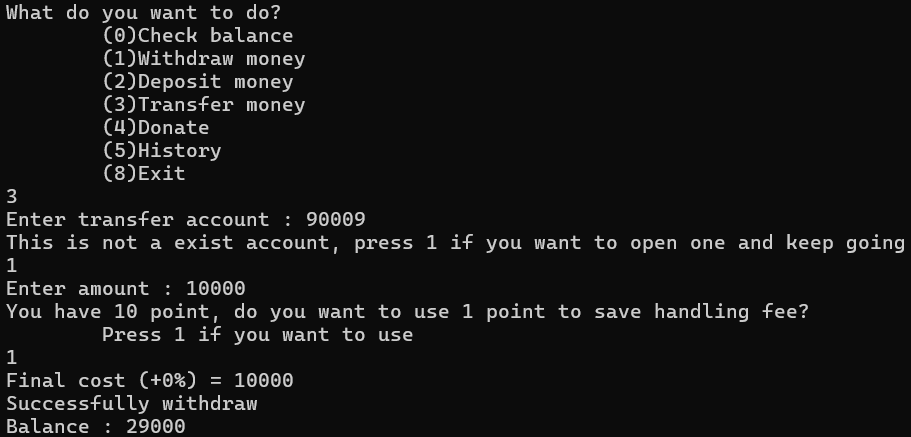 What do you want to do?
(0)Check balance
(1)Withdraw money
(2)Deposit money
(3)Transfer money
(4)Donate
(5)History
(8)Exit
3
Enter transfer account : 90009
This is not a exist account, press 1 if you want to open one and keep going
1
Enter amount : 10000
You have 10 point, do you want to use 1 point to save handling fee?
Press 1 if you want to use
1
Final cost (+0%) = 10000
Successfully withdraw
Balance : 29000